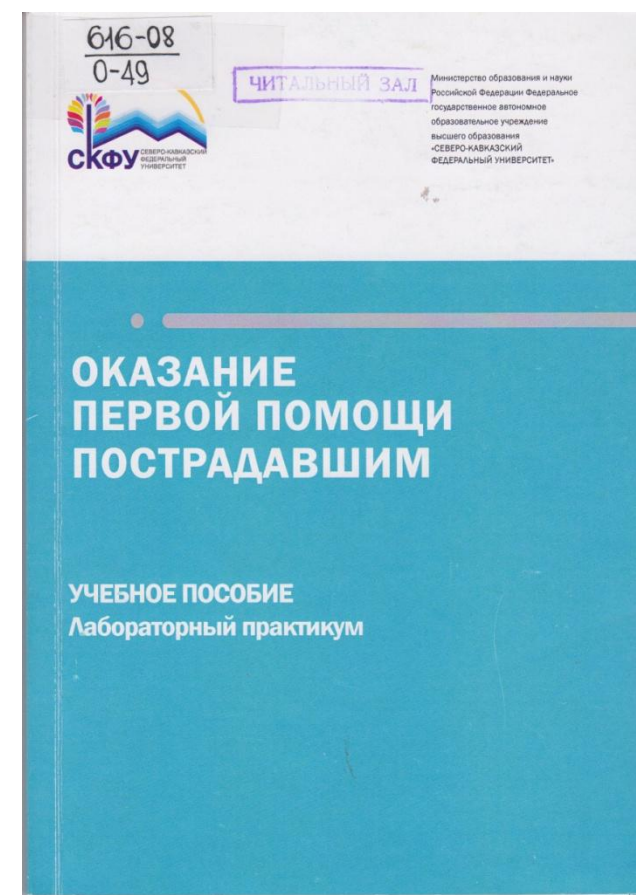 616-08
О-49
ЧИТАЛЬНЫЙ ЗАЛ
СКФУ
СЕВЕРО-КАВКАЗСКИЙ
ФЕДЕРАЛЬНЫЙ
УНИВЕРСИТЕТ
Министерство образования и науки
Российской Федерации Федеральное
государственное автономное
образовательное учреждение
высшего образования
«СЕВЕРО-КАВКАЗСКИЙ
ФЕДЕРАЛЬНЫЙ УНИВЕРСИТЕТ»
ОКАЗАНИЕ
ПЕРВОЙ ПОМОЩИ
ПОСТРАДАВШИМ
УЧЕБНОЕ ПОСОБИЕ
Лабораторный практикум